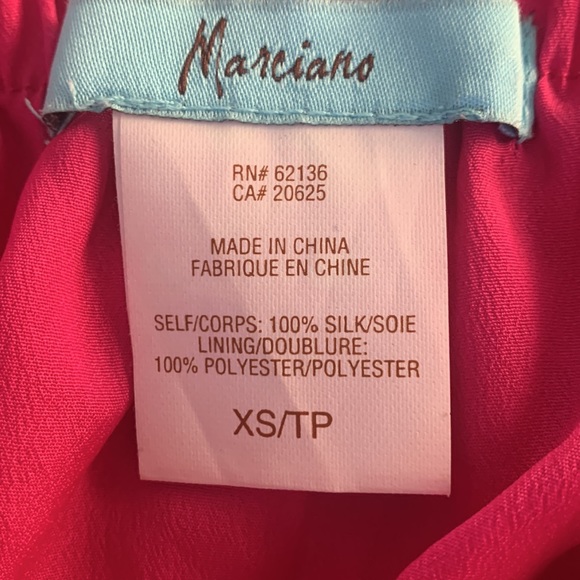 Marciano
RN# 62136
CA# 20625
MADE IN CHINA
FABRIQUE EN CHINE
SELF/CORPS: 100% SILK/SOIE
LINING/DOUBLURE:
100% POLYESTER/POLYESTER
XS/TP